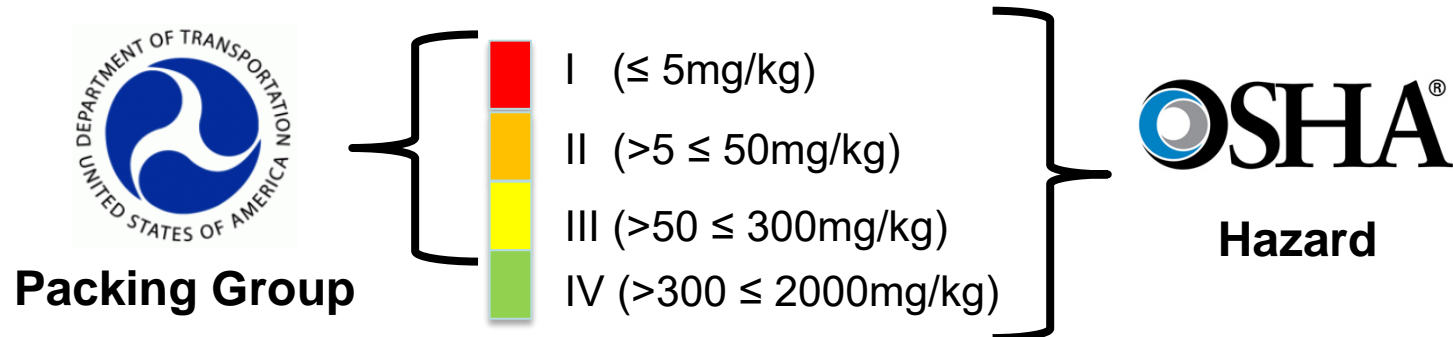 DEPARTMENT OF TRANSPORTATION
UNITED STATES OF AMERICA
Packing Group
I (≤ 5mg/kg)
II (>5 ≤ 50mg/kg)
III (>50 ≤ 300mg/kg)
IV (>300 ≤ 2000mg/kg)
OSHA®
Hazard